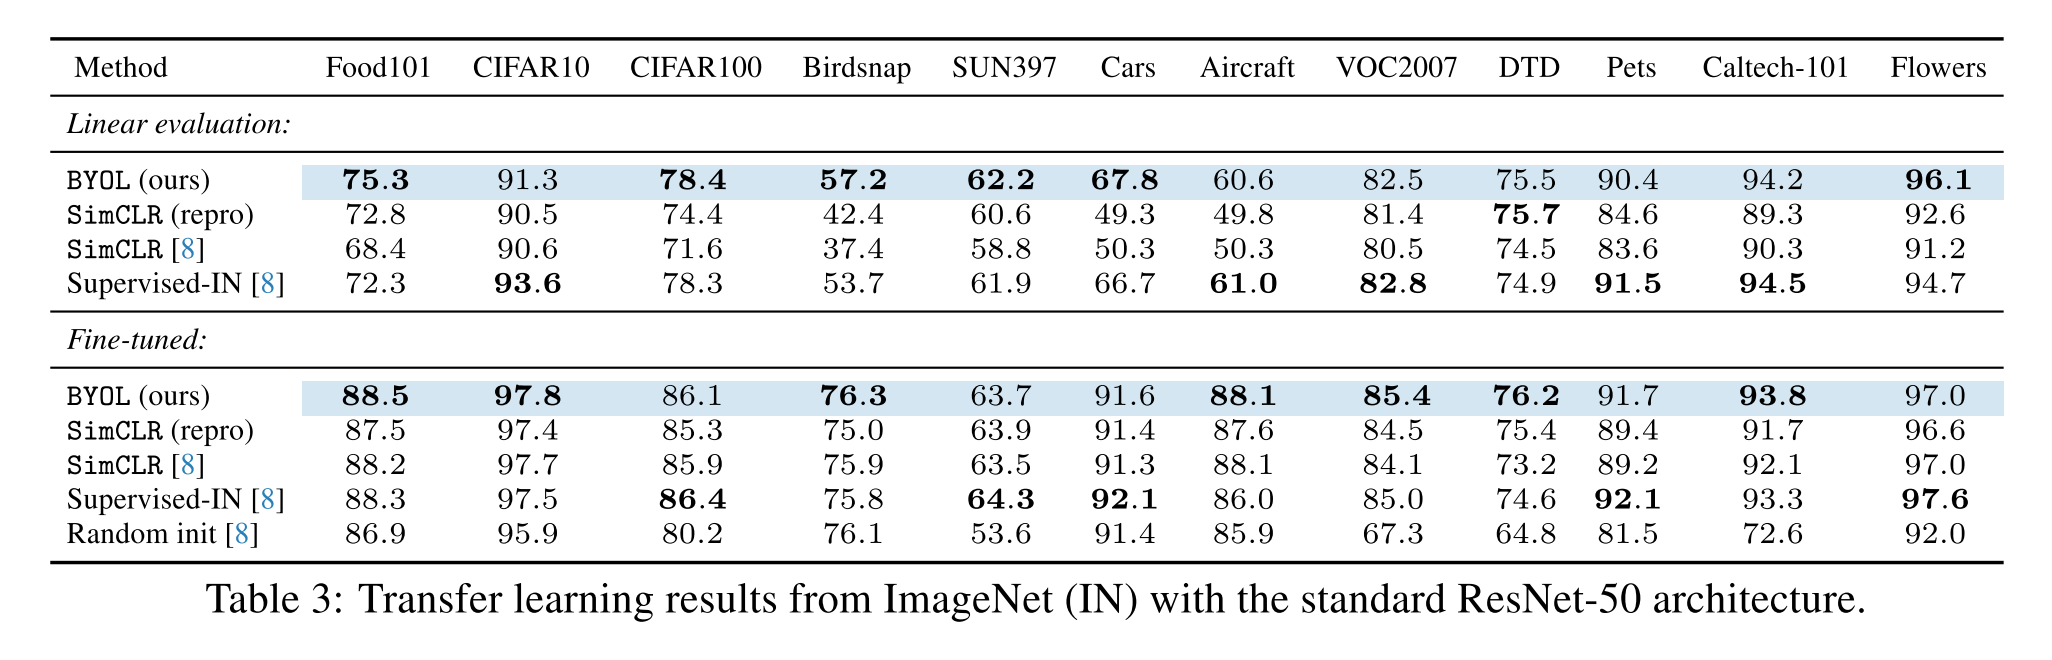 Method Food101 CIFAR10 CIFAR100 Birdsnap SUN397 Cars Aircraft VOC2007 DTD Pets Caltech-101 Flowers
Linear evaluation:
BYOL (ours) 75.3 91.3 78.4 57.2 62.2 67.8 60.6 82.5 75.5 90.4 94.2 96.1
SimCLR (repro) 72.8 90.5 74.4 42.4 60.6 49.3 49.8 81.4 75.7 84.6 89.3 92.6
SimCLR [8] 68.4 90.6 71.6 37.4 58.8 50.3 50.3 80.5 74.5 83.6 90.3 91.2
Supervised-IN [8] 72.3 93.6 78.3 53.7 61.9 66.7 61.0 82.8 74.9 91.5 94.5 94.7
Fine-tuned:
BYOL (ours) 88.5 97.8 86.1 76.3 63.7 91.6 88.1 85.4 76.2 91.7 93.8 97.0
SimCLR (repro) 87.5 97.4 85.3 75.0 63.9 91.4 87.6 84.5 75.4 89.4 91.7 96.6
SimCLR [8] 88.2 97.7 85.9 75.9 63.5 91.3 88.1 84.1 73.2 89.2 92.1 97.0
Supervised-IN [8] 88.3 97.5 86.4 75.8 64.3 92.1 86.0 85.0 74.6 92.1 93.3 97.6
Random init [8] 86.9 95.9 80.2 76.1 53.6 91.4 85.9 67.3 64.8 81.5 72.6 92.0
Table 3: Transfer learning results from ImageNet (IN) with the standard ResNet-50 architecture.